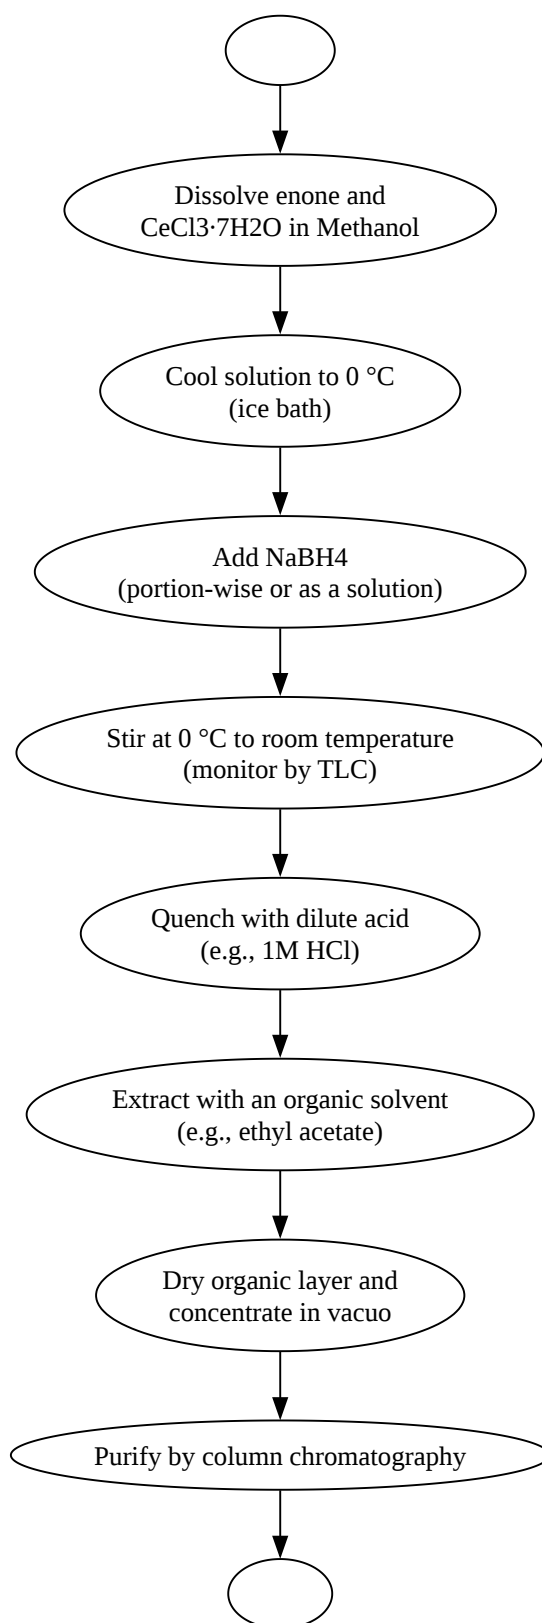 Dissolve enone and
CeCl3·7H2O in Methanol
Cool solution to 0 °C
(ice bath)
Add NaBH4
(portion-wise or as a solution)
Stir at 0 °C to room temperature
(monitor by TLC)
Quench with dilute acid
(e.g., 1M HCl)
Extract with an organic solvent
(e.g., ethyl acetate)
Dry organic layer and
concentrate in vacuo
Purify by column chromatography